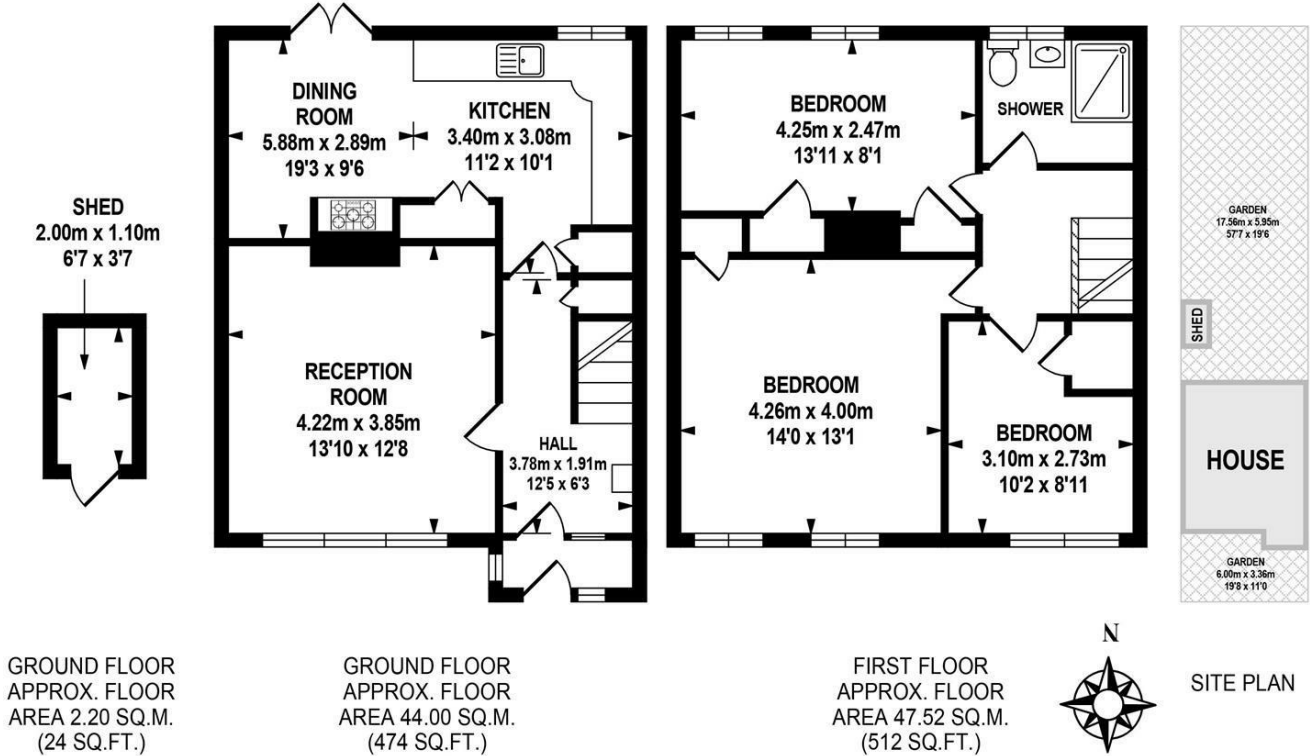 DINING
ROOM
5.88m x 2.89m
19'3 x 9'6
KITCHEN
3.40m x 3.08m
11'2 x 10'1
SHED
2.00m x 1.10m
6'7 x 3'7
RECEPTION
ROOM
4.22m x 3.85m
13'10 x 12'8
HALL
3.78m x 1.91m
12'5 x 6'3
BEDROOM
4.25m x 2.47m
13'11 x 8'1
SHOWER
BEDROOM
4.26m x 4.00m
14'0 x 13'1
BEDROOM
3.10m x 2.73m
10'2 x 8'11
GARDEN
17.56m x 5.95m
57'7 x 19'6
SHED
HOUSE
GARDEN
6.00m x 3.36m
19'8 x 11'0
GROUND FLOOR
APPROX. FLOOR
AREA 2.20 SQ.M.
(24 SQ.FT.)
GROUND FLOOR
APPROX. FLOOR
AREA 44.00 SQ.M.
(474 SQ.FT.)
FIRST FLOOR
APPROX. FLOOR
AREA 47.52 SQ.M.
(512 SQ.FT.)
N
SITE PLAN